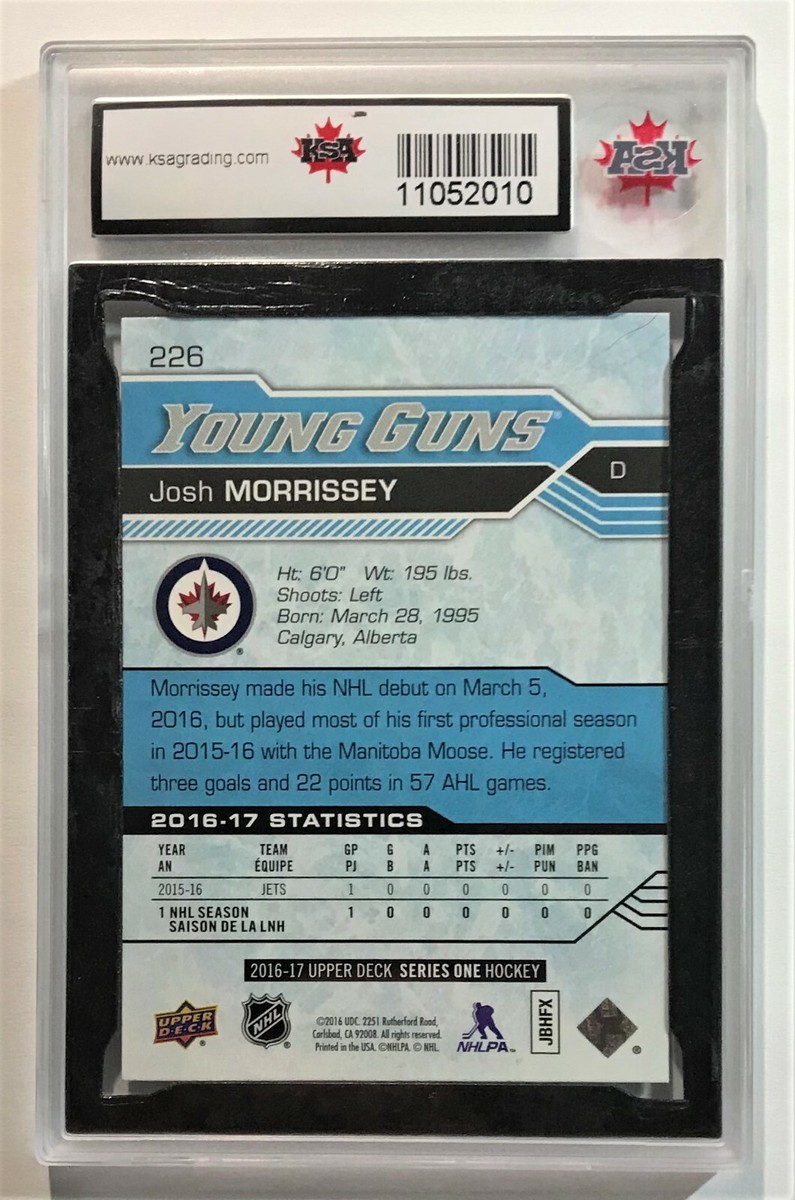 www.ksagrading.com
KSA
11052010
KSA
226
YOUNG GUNS®
Josh MORRISSEY
D
Ht: 6'0" Wt: 195 lbs.
Shoots: Left
Born: March 28, 1995
Calgary, Alberta
®
Morrissey made his NHL debut on March 5,
2016, but played most of his first professional season
in 2015-16 with the Manitoba Moose. He registered
three goals and 22 points in 57 AHL games.
2016-17 STATISTICS
YEAR TEAM GP G A PTS +/- PIM PPG
AN ÉQUIPE PJ B A PTS +/- PUN BAN
2015-16 JETS 1 0 0 0 0 0 0
1 NHL SEASON 1 0 0 0 0 0 0
SAISON DE LA LNH
2016-17 UPPER DECK SERIES ONE HOCKEY
UPPER
D·E·C·K®
NHL®
©2016 UDC. 2251 Rutherford Road,
Carlsbad, CA 92008. All rights reserved.
Printed in the USA. ©NHLPA. © NHL.
NHLPA™
JBHFX
®